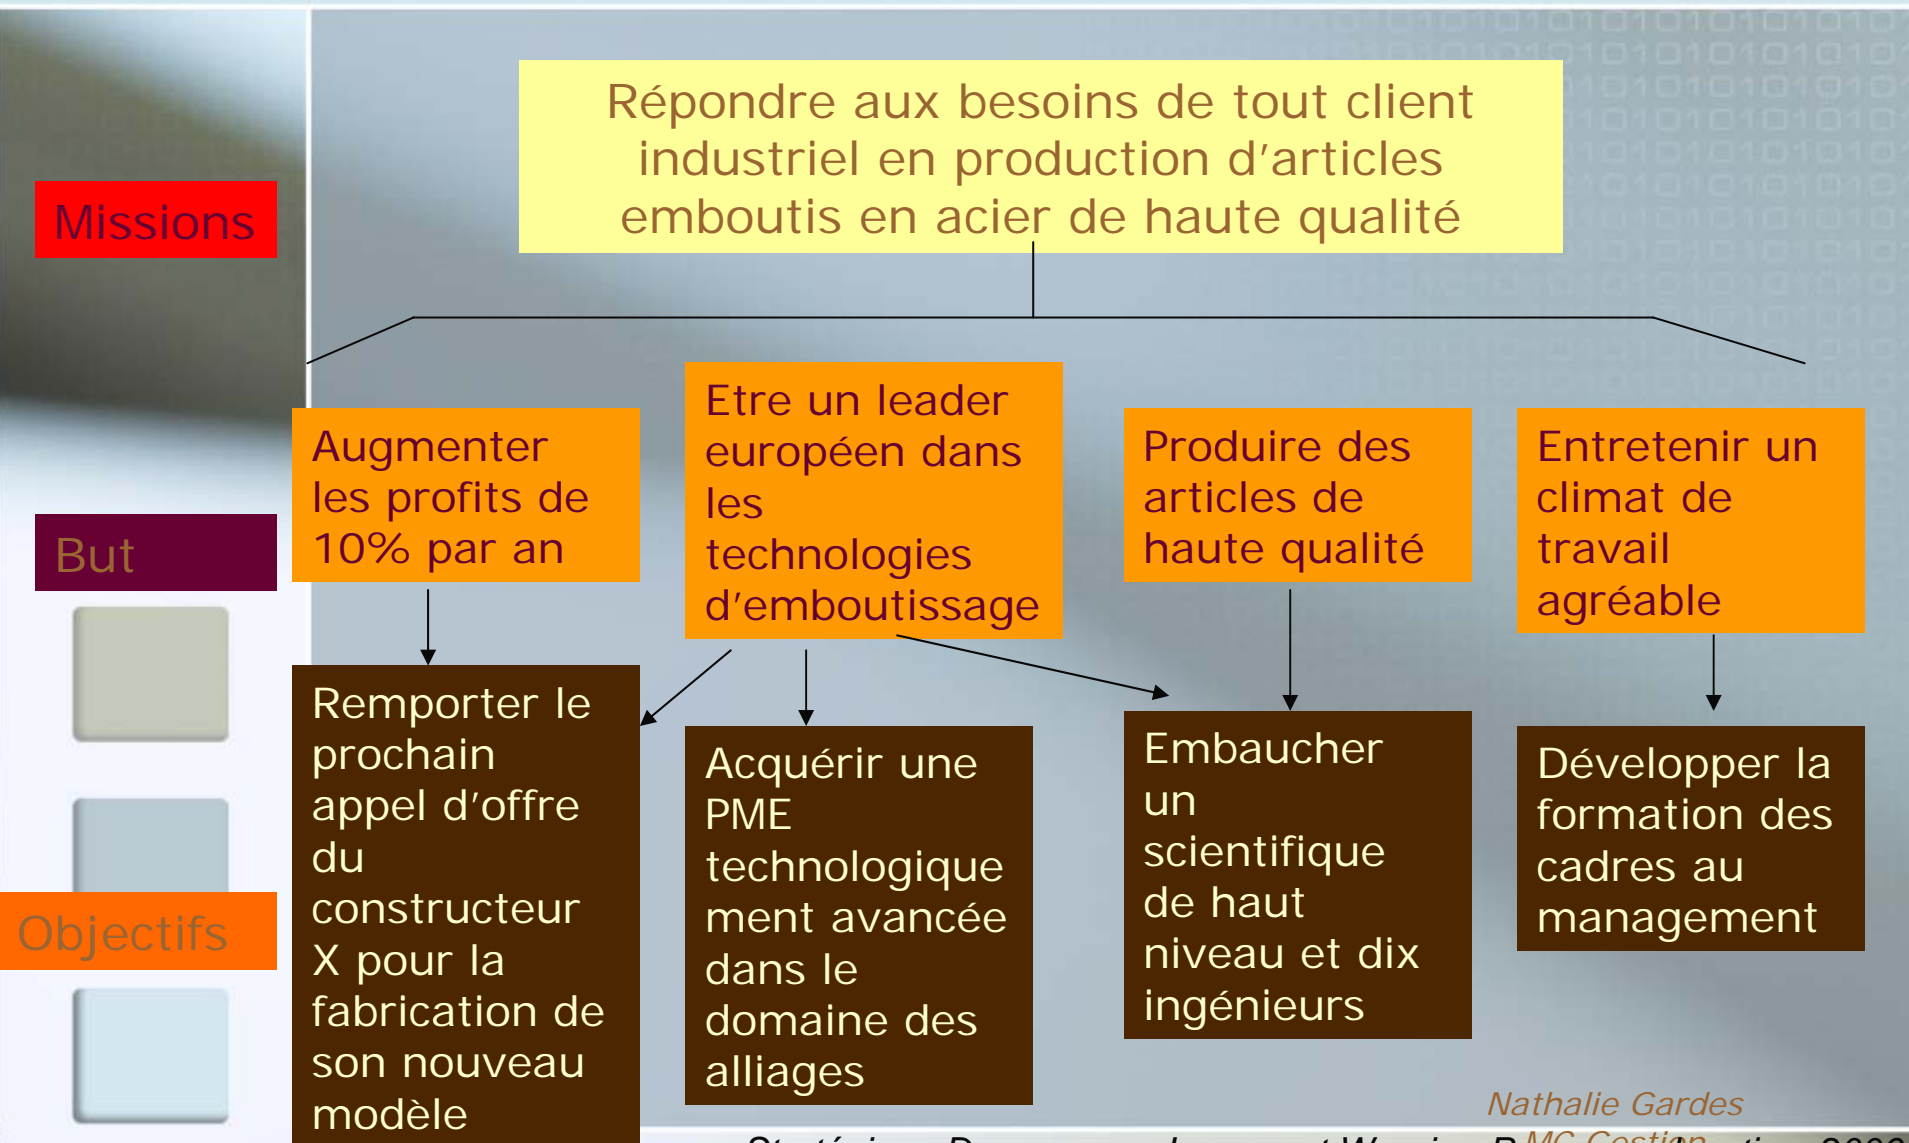 Répondre aux besoins de tout client
industriel en production d'articles
emboutis en acier de haute qualité
Missions
But
Augmenter
les profits de
10% par an
Etre un leader
européen dans
les
technologies
d'emboutissage
Produire des
articles de
haute qualité
Entretenir un
climat de
travail
agréable
Objectifs
Remporter le
prochain
appel d'offre
du
constructeur
X pour la
fabrication de
son nouveau
modèle
Acquérir une
PME
technologique
ment avancée
dans le
domaine des
alliages
Embaucher
un
scientifique
de haut
niveau et dix
ingénieurs
Développer la
formation des
cadres au
management
Nathalie Gardes
MC Gestion